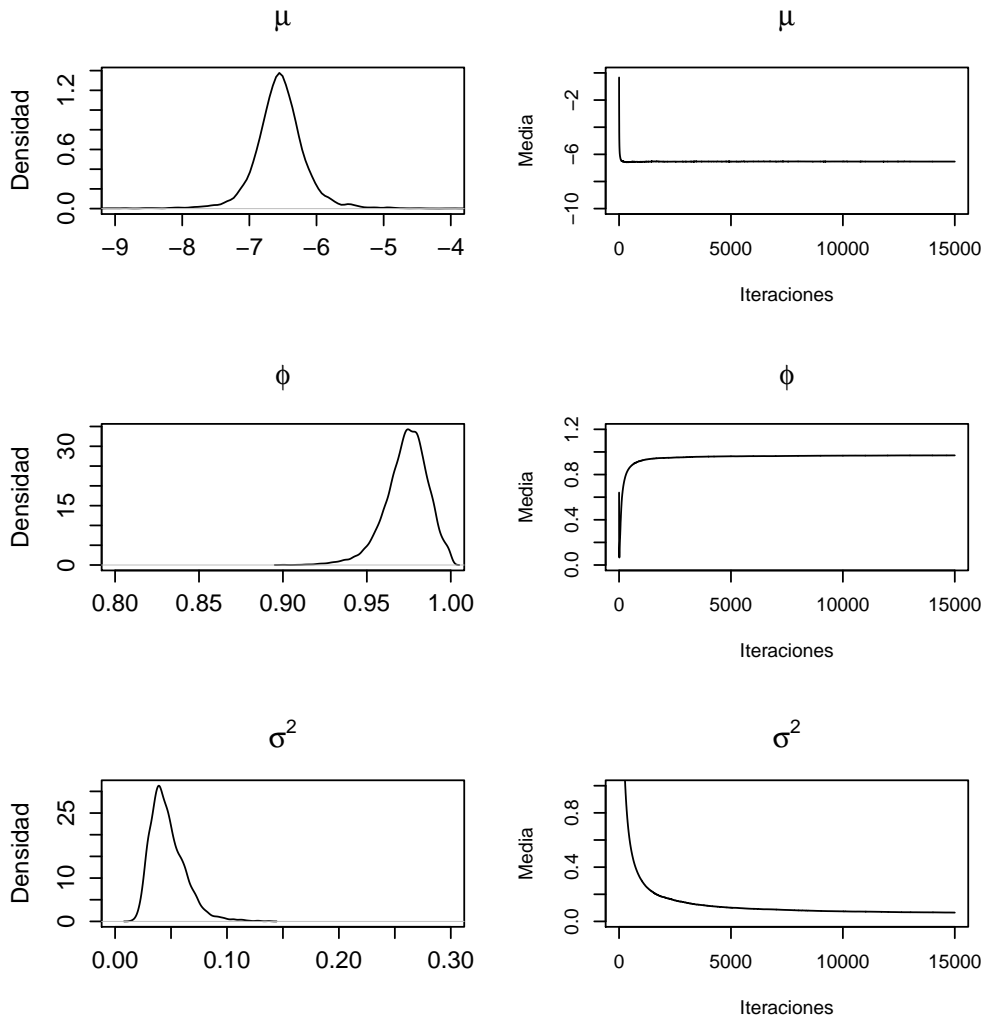 μ
Densidad
0.0 0.6 1.2
−9 −8 −7 −6 −5 −4
μ
Media
−10 −6 −2
0 5000 10000 15000
Iteraciones
ϕ
Densidad
0 15 30
0.80 0.85 0.90 0.95 1.00
ϕ
Media
0.0 0.4 0.8 1.2
0 5000 10000 15000
Iteraciones
σ²
Densidad
0 10 25
0.00 0.10 0.20 0.30
σ²
Media
0.0 0.4 0.8
0 5000 10000 15000
Iteraciones